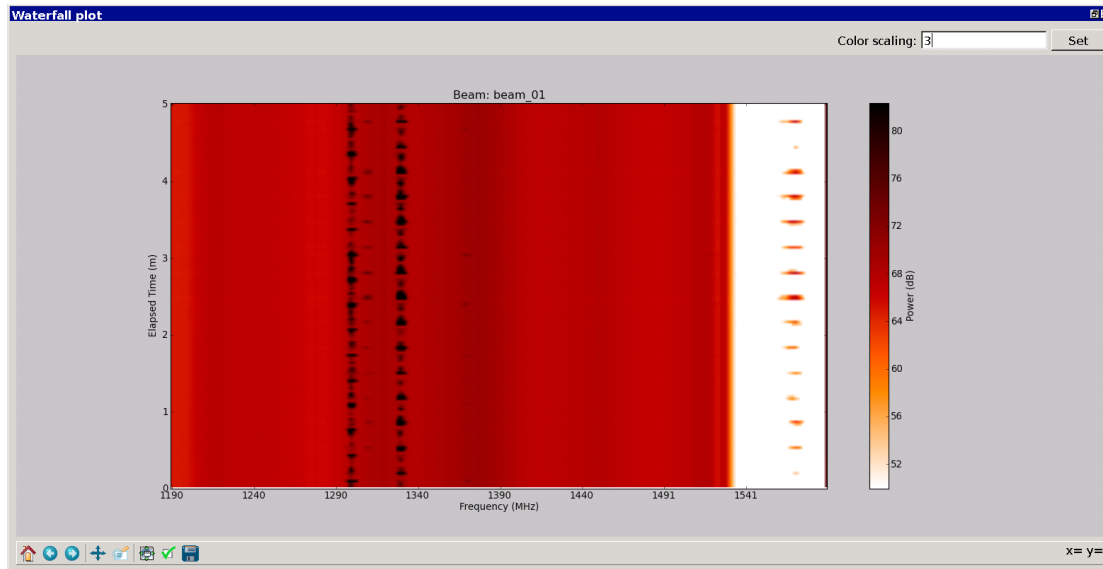 Waterfall plot
Color scaling: 3 Set
Beam: beam_01
5
4
3
2
1
0
Elapsed Time (m)
1190 1240 1290 1340 1390 1440 1491 1541
Frequency (MHz)
80
76
72
68
64
60
56
52
Power (dB)
x= y=